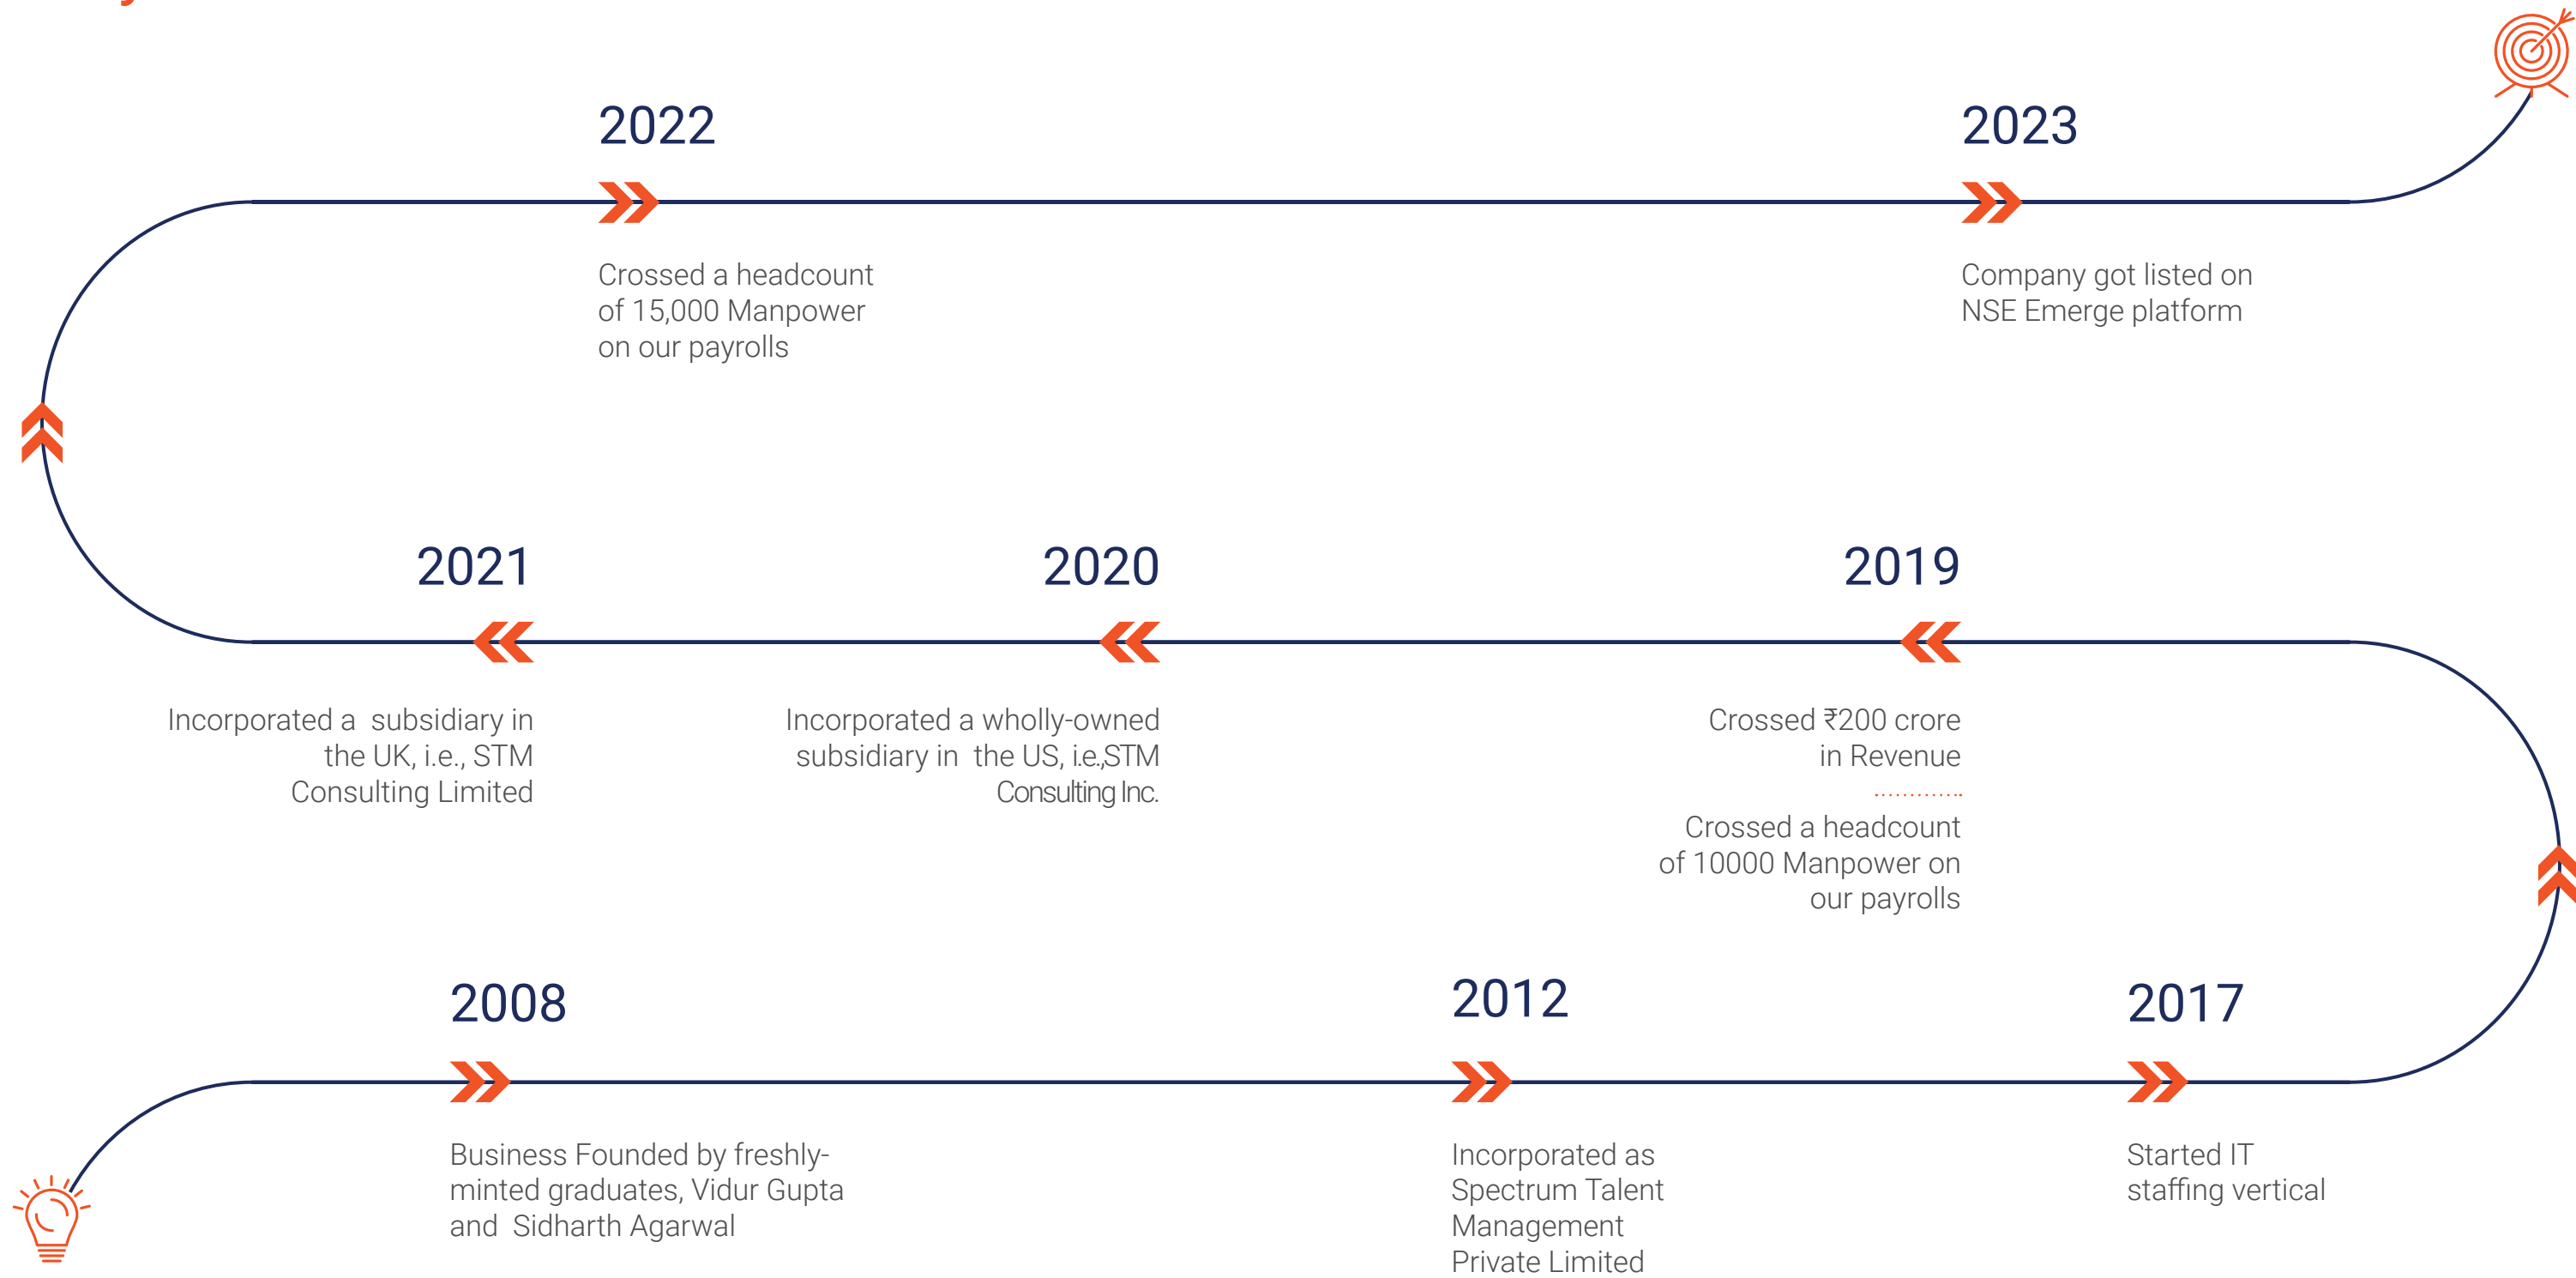 2022
2023
Crossed a headcount
of 15,000 Manpower
on our payrolls
Company got listed on
NSE Emerge platform
2021
2020
2019
Incorporated a subsidiary in
the UK, i.e., STM
Consulting Limited
Incorporated a wholly-owned
subsidiary in the US, i.e.,STM
Consulting Inc.
Crossed ₹200 crore
in Revenue
Crossed a headcount
of 10000 Manpower on
our payrolls
2008
2012
2017
Business Founded by freshly-
minted graduates, Vidur Gupta
and Sidharth Agarwal
Incorporated as
Spectrum Talent
Management
Private Limited
Started IT
staffing vertical